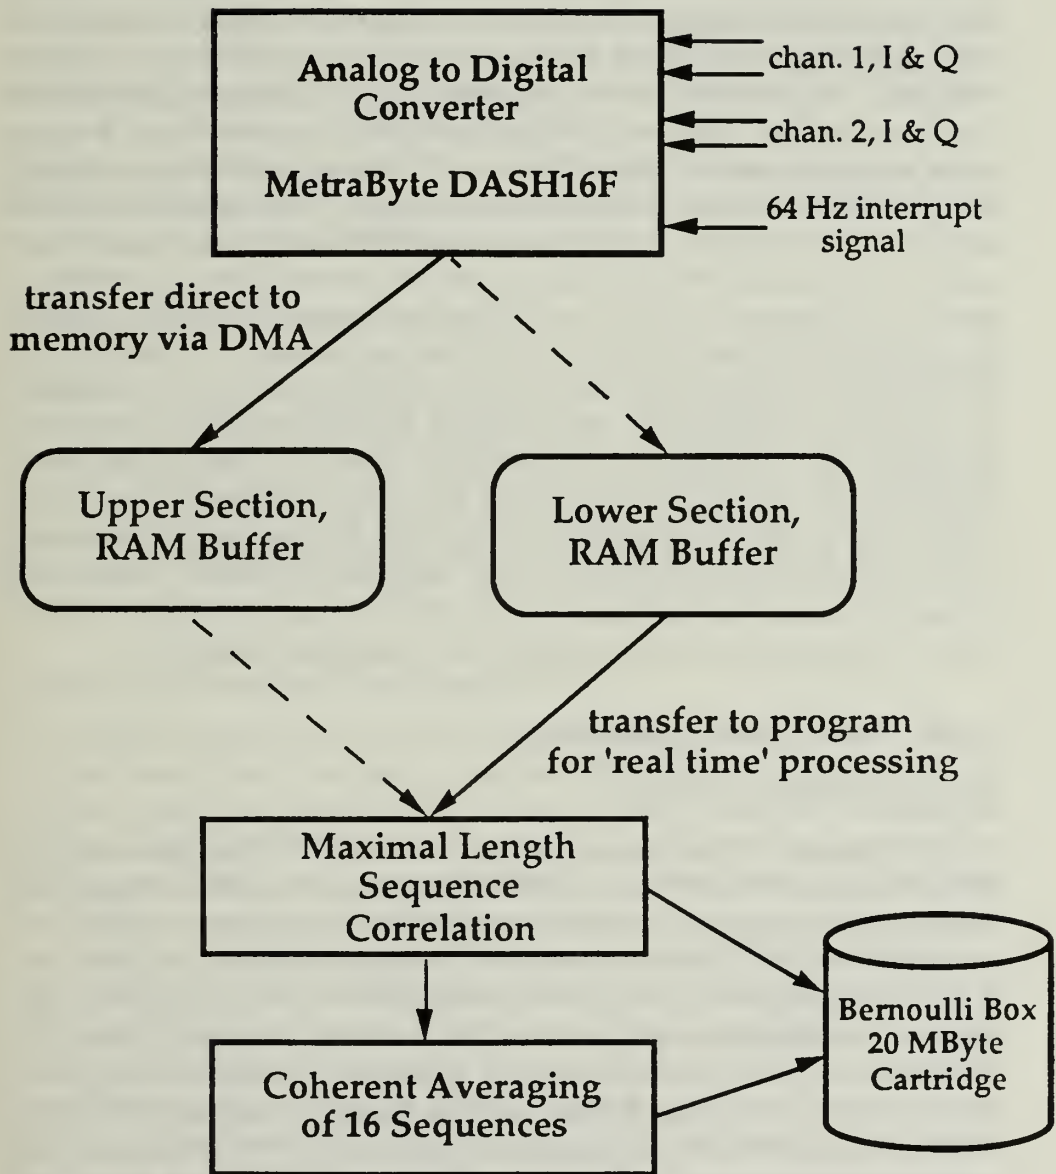 Analog to Digital
Converter
MetraByte DASH16F
chan. 1, I & Q
chan. 2, I & Q
64 Hz interrupt
signal
transfer direct to
memory via DMA
Upper Section,
RAM Buffer
Lower Section,
RAM Buffer
transfer to program
for 'real time' processing
Maximal Length
Sequence
Correlation
Bernoulli Box
20 MByte
Cartridge
Coherent Averaging
of 16 Sequences